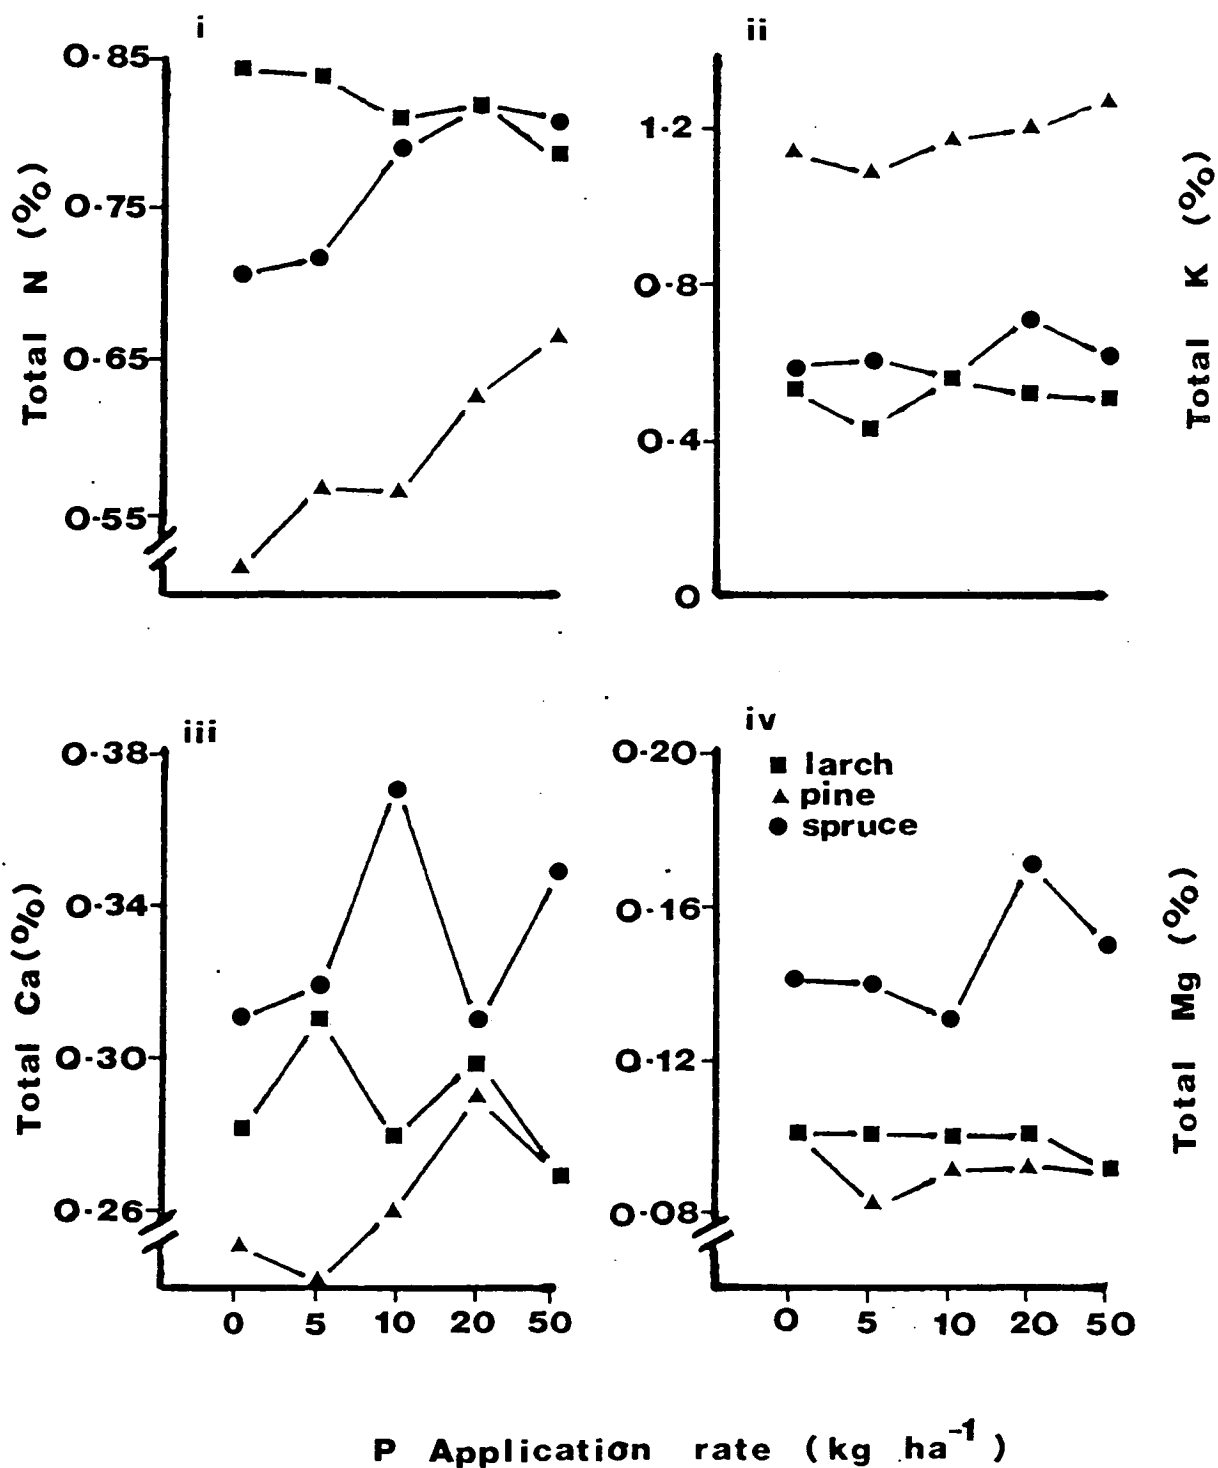 i
0.85
0.75
0.65
0.55
Total N (%)
ii
1.2
0.8
0.4
0
Total K (%)
iii
0.38
0.34
0.30
0.26
Total Ca (%)
0 5 10 20 50
iv
0.20
0.16
0.12
0.08
larch
pine
spruce
Total Mg (%)
0 5 10 20 50
P Application rate (kg ha⁻¹)